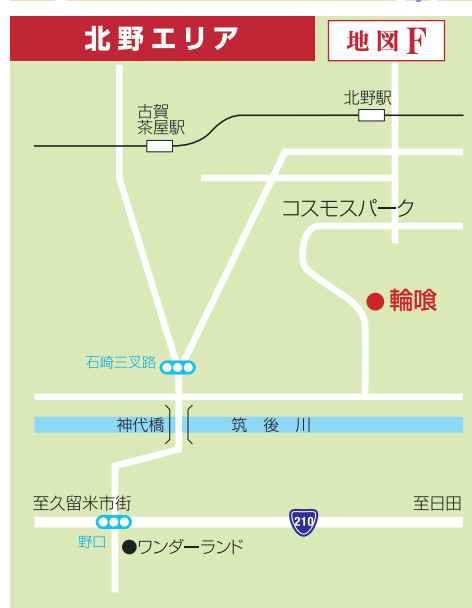 北野エリア
地図F
北野駅
古賀
茶屋駅
コスモスパーク
輪喰
石崎三叉路
神代橋
筑後川
至久留米市街
至日田
210
野口
ワンダーランド